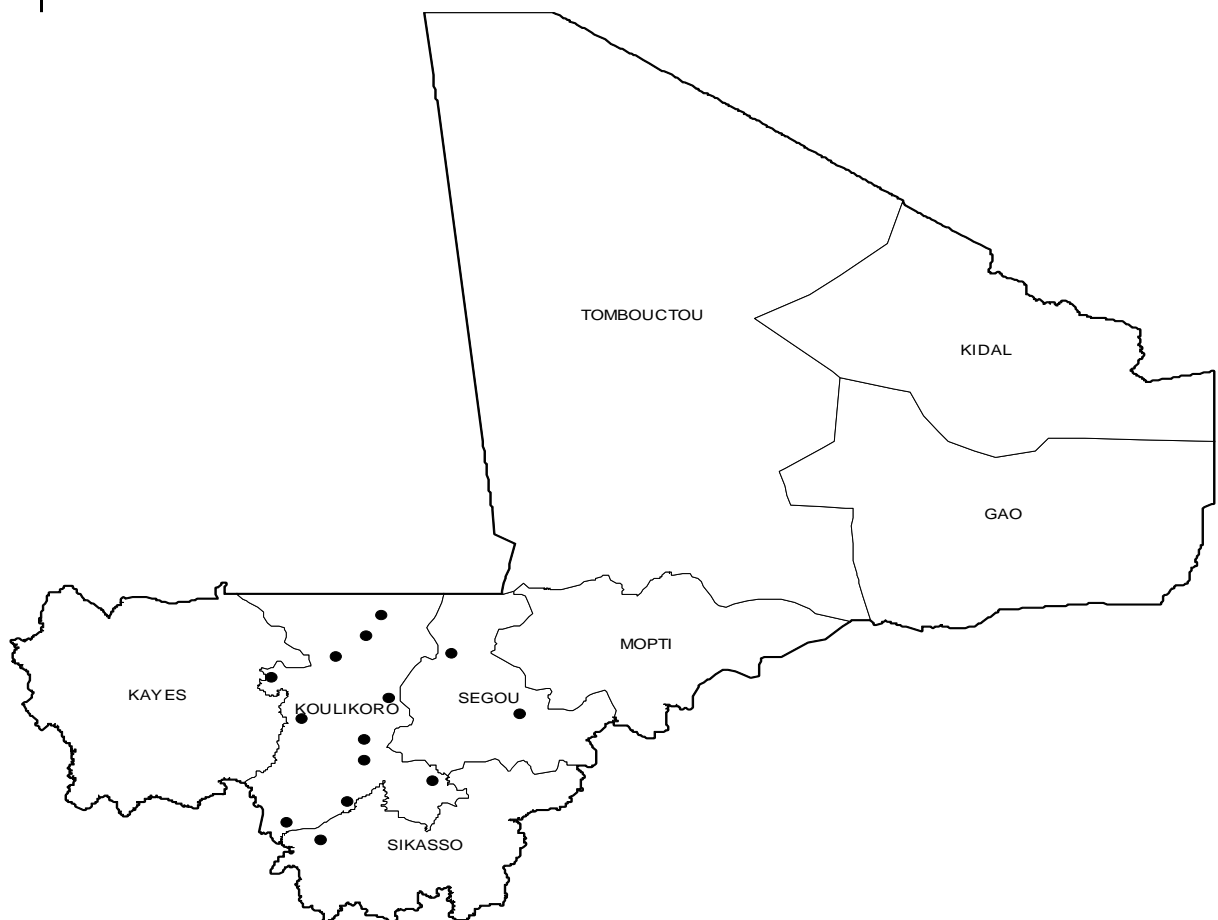 TOMBOUCTOU
KIDAL
GAO
MOPTI
KAYES
SEGOU
KOULIKORO
SIKASSO